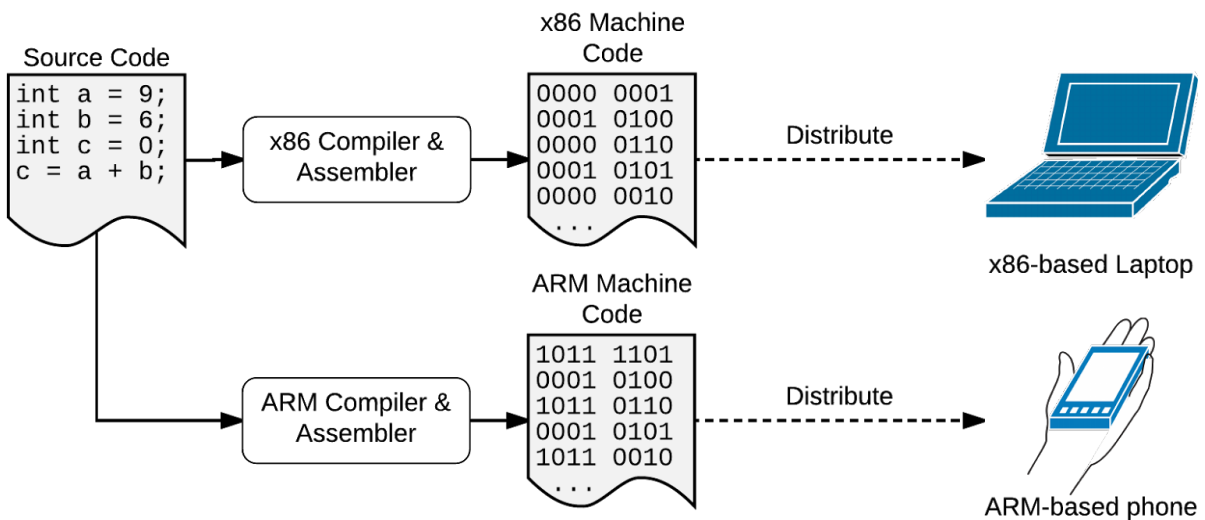 Source Code
int a = 9;
int b = 6;
int c = 0;
c = a + b;
x86 Compiler &
Assembler
x86 Machine
Code
0000 0001
0001 0100
0000 0110
0001 0101
0000 0010
...
Distribute
x86-based Laptop
ARM Compiler &
Assembler
ARM Machine
Code
1011 1101
0001 0100
1011 0110
0001 0101
1011 0010
...
Distribute
ARM-based phone